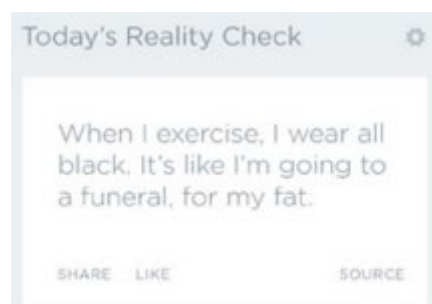 Today's Reality Check
When I exercise, I wear all
black. It's like I'm going to
a funeral, for my fat.
SHARE LIKE SOURCE